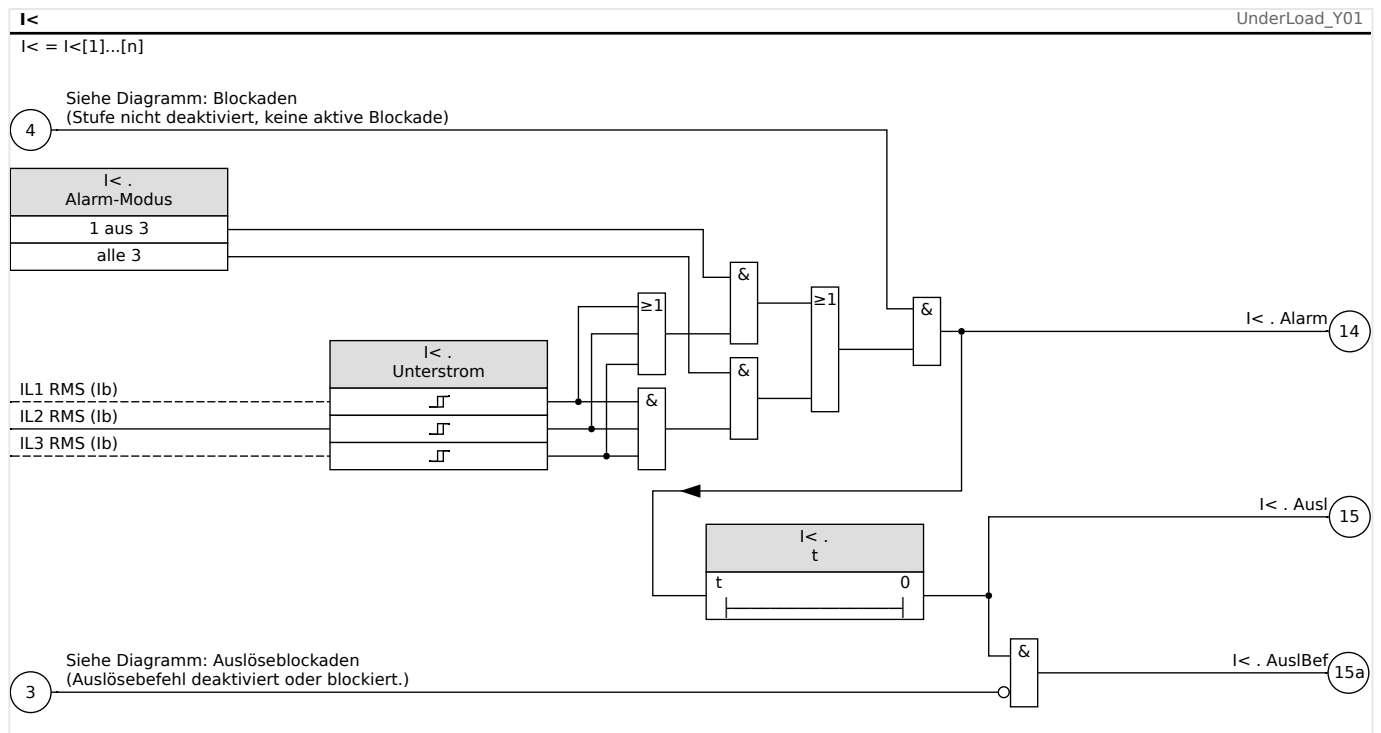 I<
UnderLoad_Y01
I< = I<[1]...[n]
Siehe Diagramm: Blockaden
(Stufe nicht deaktiviert, keine aktive Blockade)
4
I< .
Alarm-Modus
1 aus 3
alle 3
&
≥1
≥1
&
I< . Alarm
14
I< .
Unterstrom
&
IL1 RMS (Ib)
&
IL2 RMS (Ib)
IL3 RMS (Ib)
I< . Ausl
15
I< .
t
t
0
Siehe Diagramm: Auslöseblockaden
(Auslösebefehl deaktiviert oder blockiert.)
3
&
I< . AuslBef
15a